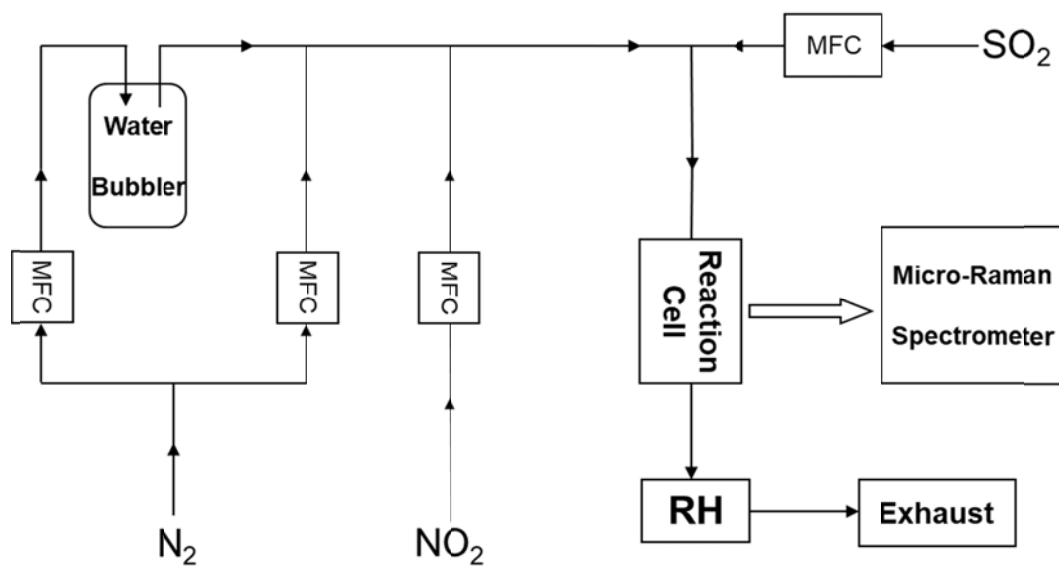 MFC
SO₂
Water
Bubbler
MFC
MFC
MFC
Reaction
Cell
Micro-Raman
Spectrometer
RH
Exhaust
N₂
NO₂